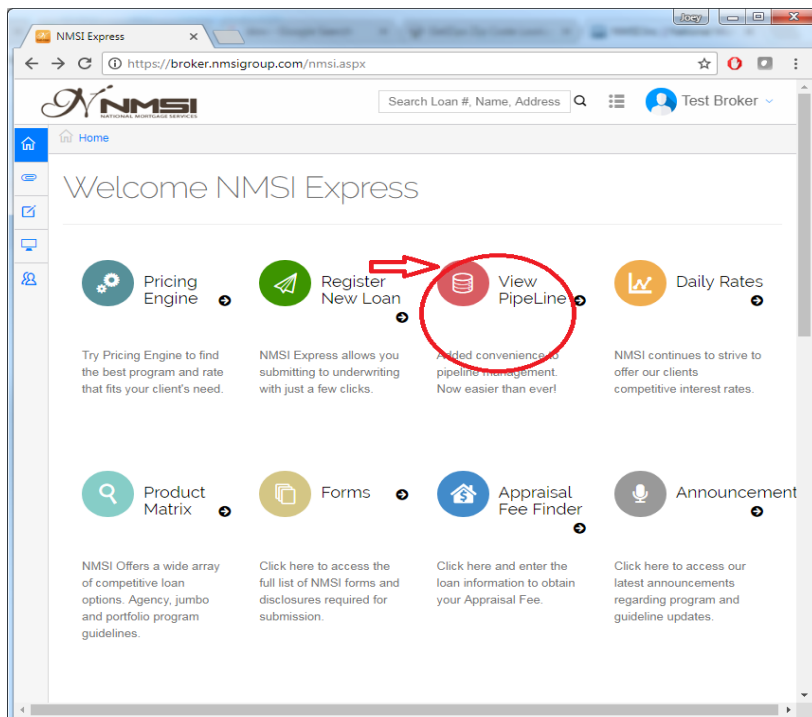 Joey
NMSI Express
https://broker.nmsigroup.com/nmsi.aspx
NMSI
NATIONAL MORTGAGE SERVICES
Search Loan #, Name, Address
Test Broker
Home
Welcome NMSI Express
Pricing
Engine
Register
New Loan
View
PipeLine
Daily Rates
Try Pricing Engine to find
the best program and rate
that fits your client's need.
NMSI Express allows you
submitting to underwriting
with just a few clicks.
Added convenience to
pipeline management.
Now easier than ever!
NMSI continues to strive to
offer our clients
competitive interest rates.
Product
Matrix
Forms
Appraisal
Fee Finder
Announcement
NMSI Offers a wide array
of competitive loan
options. Agency, jumbo
and portfolio program
guidelines.
Click here to access the
full list of NMSI forms and
disclosures required for
submission.
Click here and enter the
loan information to obtain
your Appraisal Fee.
Click here to access our
latest announcements
regarding program and
guideline updates.